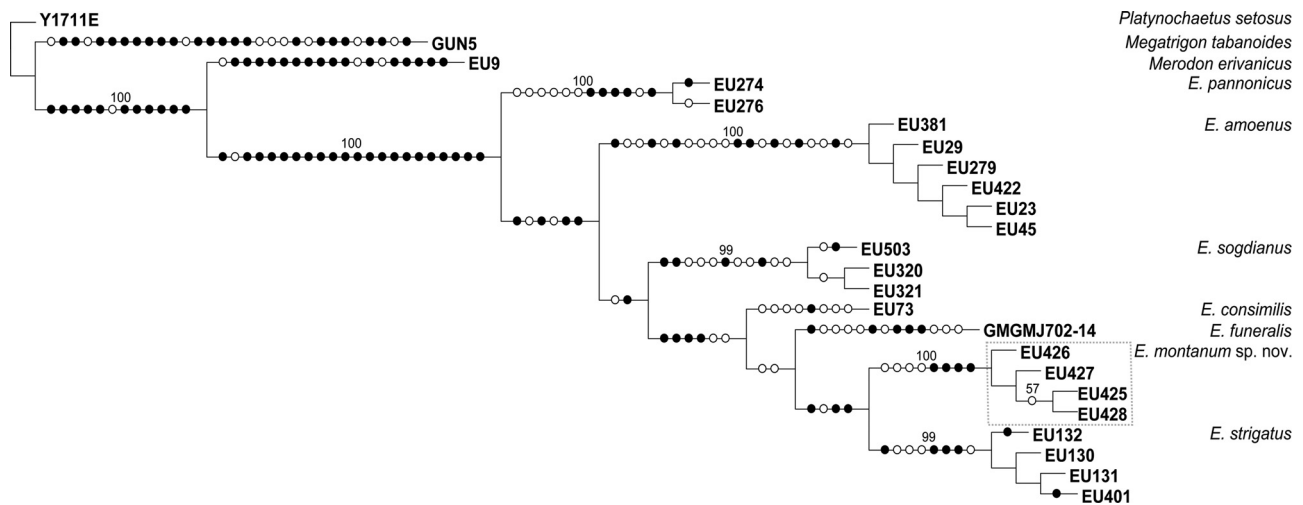 Y1711E Platynochaetus setosus
GUN5 Megatrigon tabanoides
EU9 Merodon erivanicus
100
100
100
100
EU274 E. pannonicus
EU276
EU381 E. amoenus
100
EU29
EU279
EU422
EU23
EU45
EU503 E. sogdianus
99
EU320
EU321
EU73 E. consimilis
GMGMJ702-14 E. funeralis
EU426 E. montanum sp. nov.
100
EU427
57
EU425
EU428
EU132 E. strigatus
99
EU130
EU131
EU401